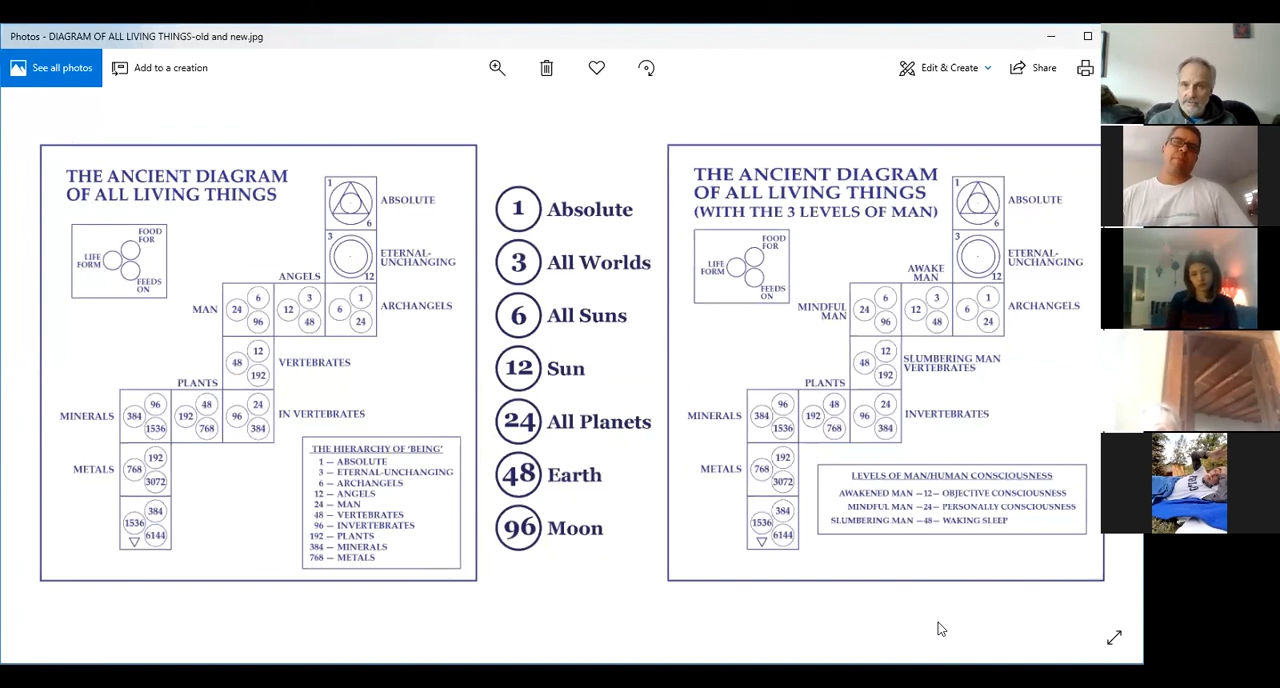 Photos - DIAGRAM OF ALL LIVING THINGS-old and new.jpg
See all photos
Add to a creation
Edit & Create
Share
THE ANCIENT DIAGRAM
OF ALL LIVING THINGS
FOOD
FOR
LIFE
FORM
FEEDS
ON
1
6
ABSOLUTE
3
12
ETERNAL-
UNCHANGING
ANGELS
MAN
24 6 96
12 3 48
6 1 24
ARCHANGELS
48 12 192
VERTEBRATES
PLANTS
MINERALS
384 96 1536
192 48 768
96 24 384
IN VERTEBRATES
METALS
768 192 3072
1536 384 6144
THE HIERARCHY OF 'BEING'
1 — ABSOLUTE
3 — ETERNAL-UNCHANGING
6 — ARCHANGELS
12 — ANGELS
24 — MAN
48 — VERTEBRATES
96 — INVERTEBRATES
192 — PLANTS
384 — MINERALS
768 — METALS
1 Absolute
3 All Worlds
6 All Suns
12 Sun
24 All Planets
48 Earth
96 Moon
THE ANCIENT DIAGRAM
OF ALL LIVING THINGS
(WITH THE 3 LEVELS OF MAN)
FOOD
FOR
LIFE
FORM
FEEDS
ON
1
6
ABSOLUTE
3
12
ETERNAL-
UNCHANGING
AWAKE
MAN
MINDFUL
MAN
24 6 96
12 3 48
6 1 24
ARCHANGELS
48 12 192
SLUMBERING MAN
VERTEBRATES
PLANTS
MINERALS
384 96 1536
192 48 768
96 24 384
INVERTEBRATES
METALS
768 192 3072
1536 384 6144
LEVELS OF MAN/HUMAN CONSCIOUSNESS
AWAKENED MAN —12— OBJECTIVE CONSCIOUSNESS
MINDFUL MAN —24— PERSONALLY CONSCIOUSNESS
SLUMBERING MAN —48— WAKING SLEEP